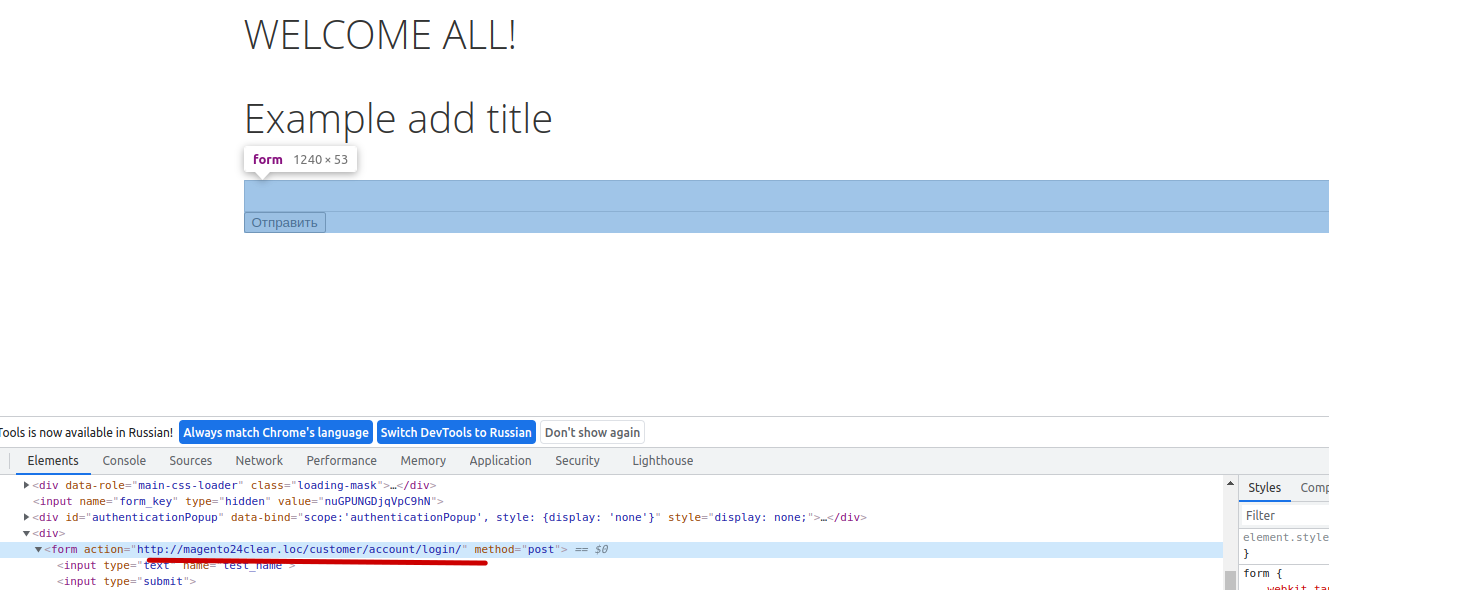 WELCOME ALL!
Example add title
form 1240 × 53
Отправить
Tools is now available in Russian! Always match Chrome's language Switch DevTools to Russian Don't show again
Elements Console Sources Network Performance Memory Application Security Lighthouse
<div data-role="main-css-loader" class="loading-mask">…</div>
<input name="form_key" type="hidden" value="nuGPUNGDjqVpC9hN">
<div id="authenticationPopup" data-bind="scope:'authenticationPopup', style: {display: 'none'}" style="display: none;">…</div>
<div>
<form action="http://magento24clear.loc/customer/account/login/" method="post"> == $0
<input type="text" name="test_name">
<input type="submit">
Styles Comp
Filter
element.style
}
form {